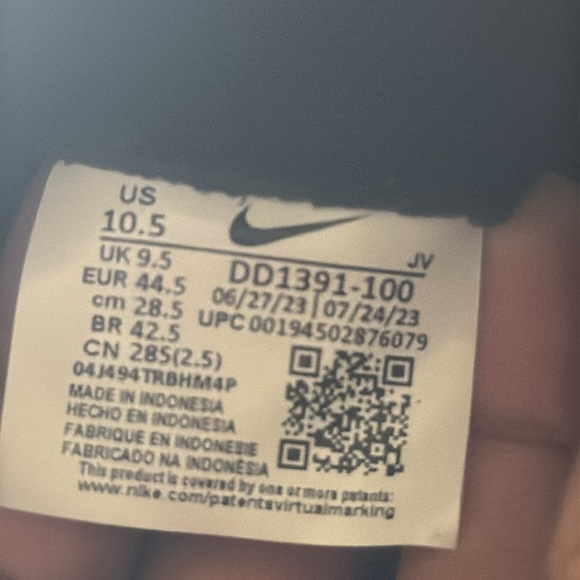 US
10.5
UK 9.5
EUR 44.5
cm 28.5
BR 42.5
CN 285(2.5)
04J494TRBHM4P
JV
DD1391-100
06/27/23 | 07/24/23
UPC 00194502876079
MADE IN INDONESIA
HECHO EN INDONESIA
FABRIQUE EN INDONESIE
FABRICADO NA INDONÉSIA
This product is covered by one or more patents:
www.nike.com/patentsvirtualmarking